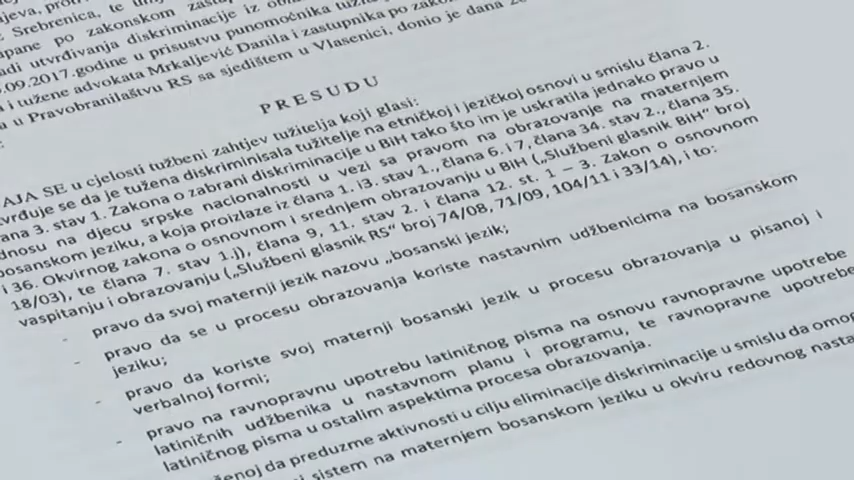 Srebrenica, te
po zakonskom
utvrđivanja diskriminacije iz
.09.2017.godine u prisustvu punomoćnika
i tužene advokata Mrkaljević Danila i zastupnika po
u Pravobranilaštvu RS sa sjedištem u Vlasenici, donio je dana
PRESUDU
AJA SE u cjelosti tužbeni zahtjev tužitelja koji glasi:
vrđuje se da je tužena diskriminisala tužitelje na etničkoj i jezičkoj osnovi u smislu člana 2.
ana 3. stav 1. Zakona o zabrani diskriminacije u BiH tako što im je uskratila jednako pravo u
dnosu na djecu srpske nacionalnosti u vezi sa pravom na obrazovanje na maternjem
bosanskom jeziku, a koja proizlaze iz člana 1. i3. stav 1., člana 6. i 7, člana 34. stav 2., člana 35.
i 36. Okvirnog zakona o osnovnom i srednjem obrazovanju u BiH („Službeni glasnik BiH“ broj
18/03), te člana 7. stav 1.j), člana 9, 11. stav 2. i člana 12. st. 1 – 3. Zakon o osnovnom
vaspitanju i obrazovanju („Službeni glasnik RS“ broj 74/08, 71/09, 104/11 i 33/14), i to:
- pravo da svoj maternji jezik nazovu „bosanski jezik;
- pravo da se u procesu obrazovanja koriste nastavnim udžbenicima na bosanskom
jeziku;
- pravo da koriste svoj maternji bosanski jezik u procesu obrazovanja u pisanoj i
verbalnoj formi;
- pravo na ravnopravnu upotrebu latiničnog pisma na osnovu ravnopravne upotrebe
latiničnih udžbenika u nastavnom planu i programu, te ravnopravne upotrebe
latiničnog pisma u ostalim aspektima procesa obrazovanja.
ženoj da preduzme aktivnosti u cilju eliminacije diskriminacije u smislu da omog
sistem na maternjem bosanskom jeziku u okviru redovnog nasta